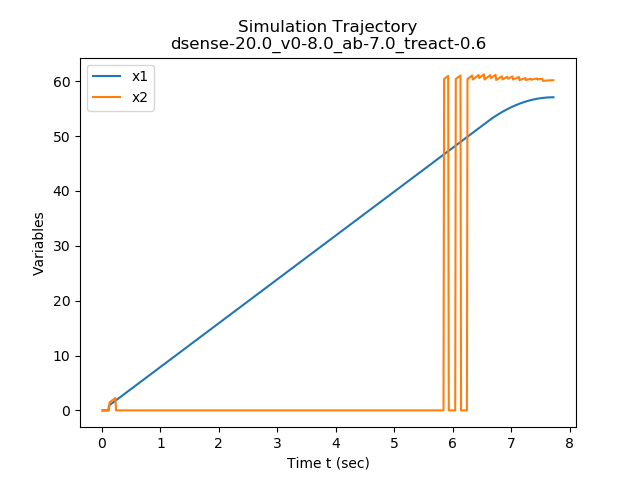 Simulation Trajectory
dsense-20.0_v0-8.0_ab-7.0_treact-0.6
x1
x2
Variables
60
50
40
30
20
10
0
0 1 2 3 4 5 6 7 8
Time t (sec)